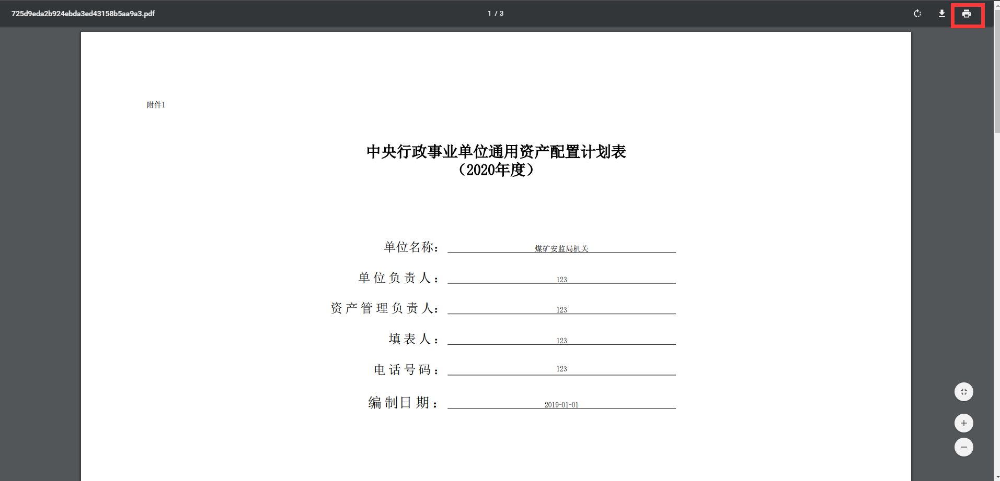 725d9eda2b924ebda3ed43158b5aa9a3.pdf
1 / 3
附件1
中央行政事业单位通用资产配置计划表
（2020年度）
单位名称： 煤矿安监局机关
单位负责人： 123
资产管理负责人： 123
填表人： 123
电话号码： 123
编制日期： 2019-01-01